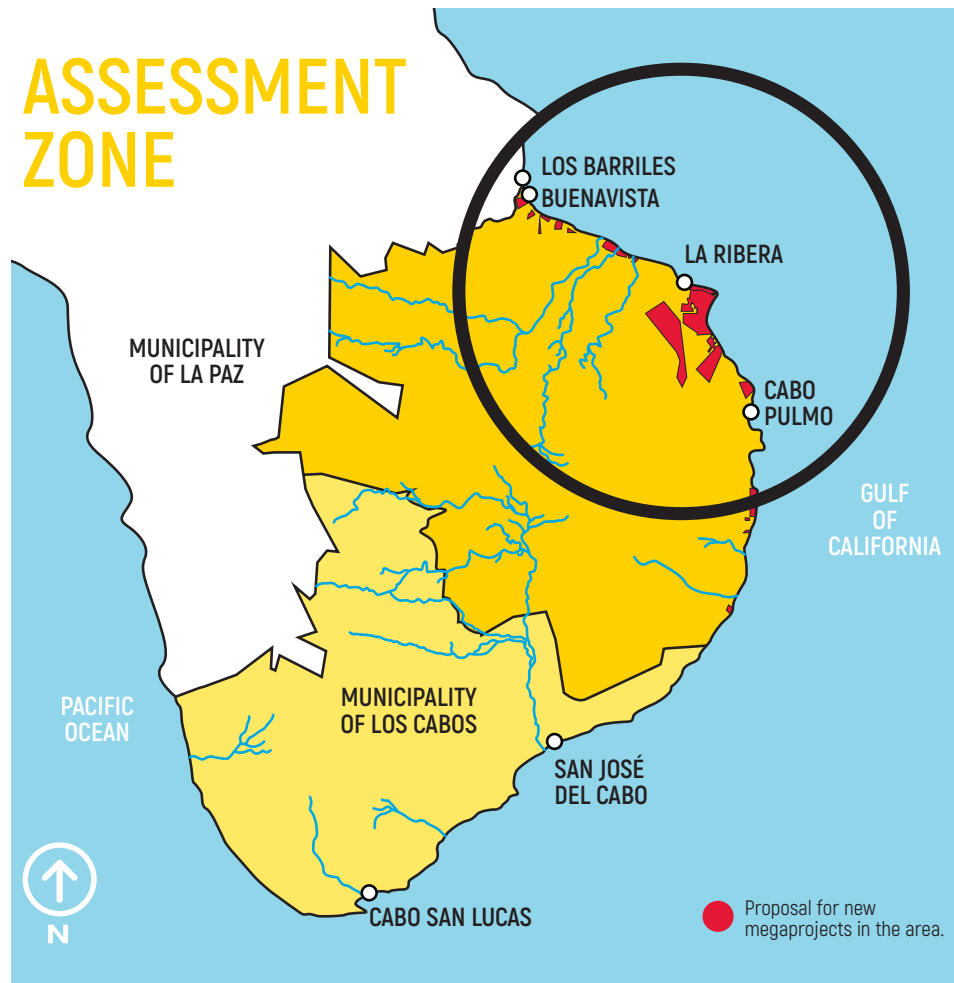 ASSESSMENT
ZONE
LOS BARRILES
BUENAVISTA
LA RIBERA
MUNICIPALITY
OF LA PAZ
CABO
PULMO
GULF
OF
CALIFORNIA
PACIFIC
OCEAN
MUNICIPALITY
OF LOS CABOS
SAN JOSÉ
DEL CABO
CABO SAN LUCAS
N
Proposal for new
megaprojects in the area.